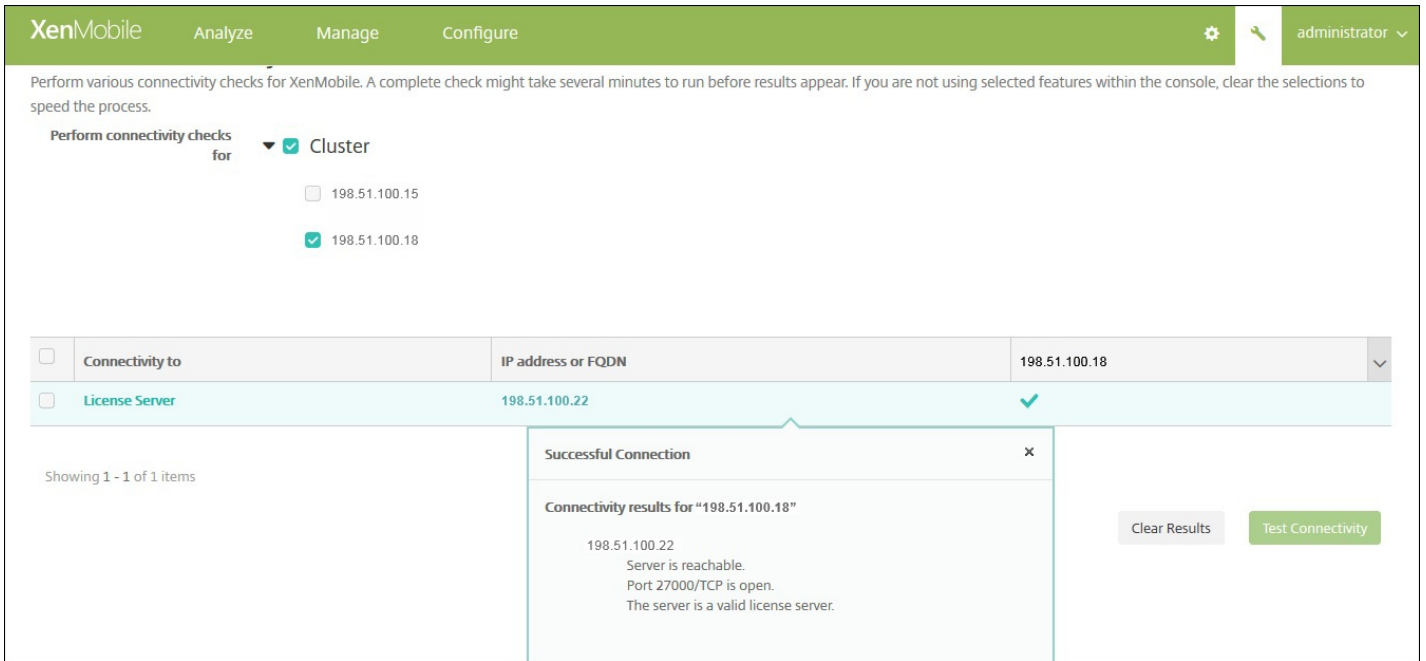 XenMobile Analyze Manage Configure administrator
Perform various connectivity checks for XenMobile. A complete check might take several minutes to run before results appear. If you are not using selected features within the console, clear the selections to
speed the process.
Perform connectivity checks
for
Cluster
198.51.100.15
198.51.100.18
Connectivity to IP address or FQDN 198.51.100.18
License Server 198.51.100.22
Successful Connection ×
Showing 1 - 1 of 1 items
Connectivity results for “198.51.100.18”
Clear Results Test Connectivity
198.51.100.22
Server is reachable.
Port 27000/TCP is open.
The server is a valid license server.